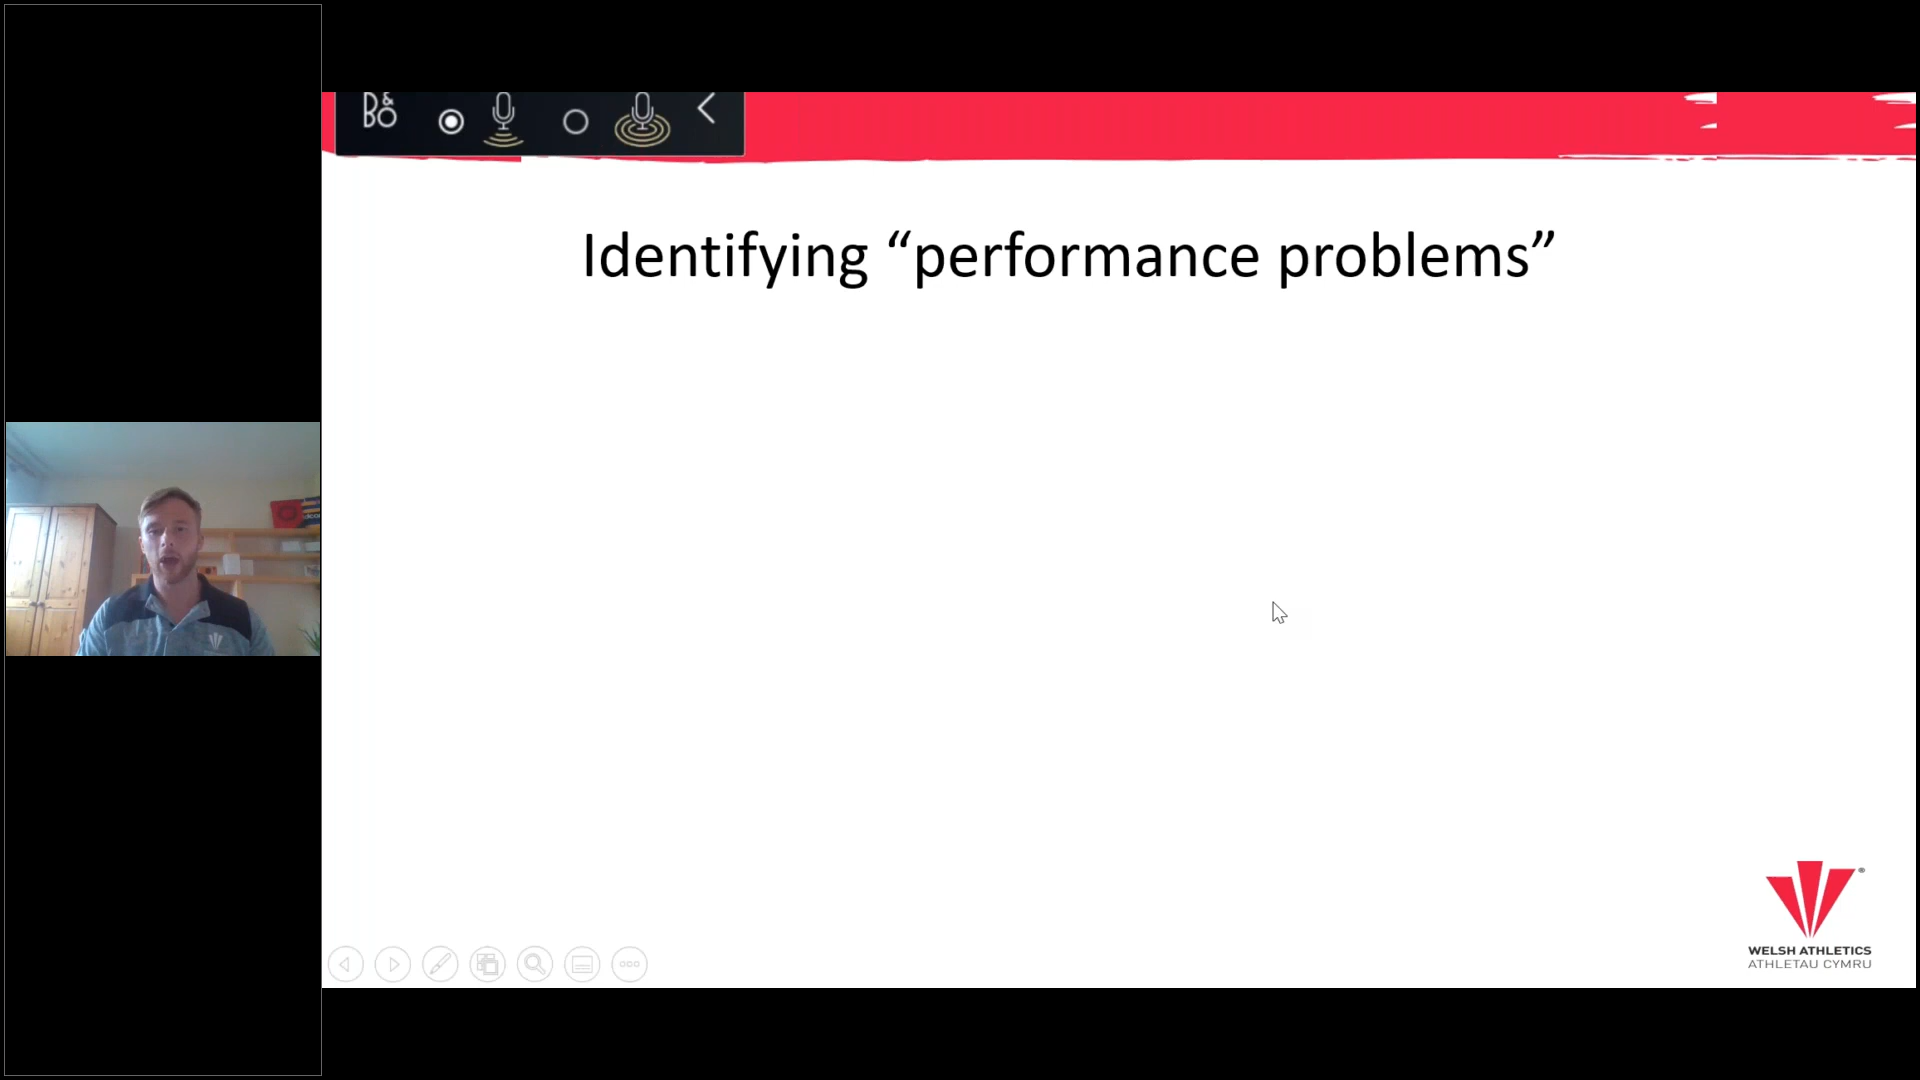 B&O
Identifying “performance problems”
WELSH ATHLETICS
ATHLETAU CYMRU